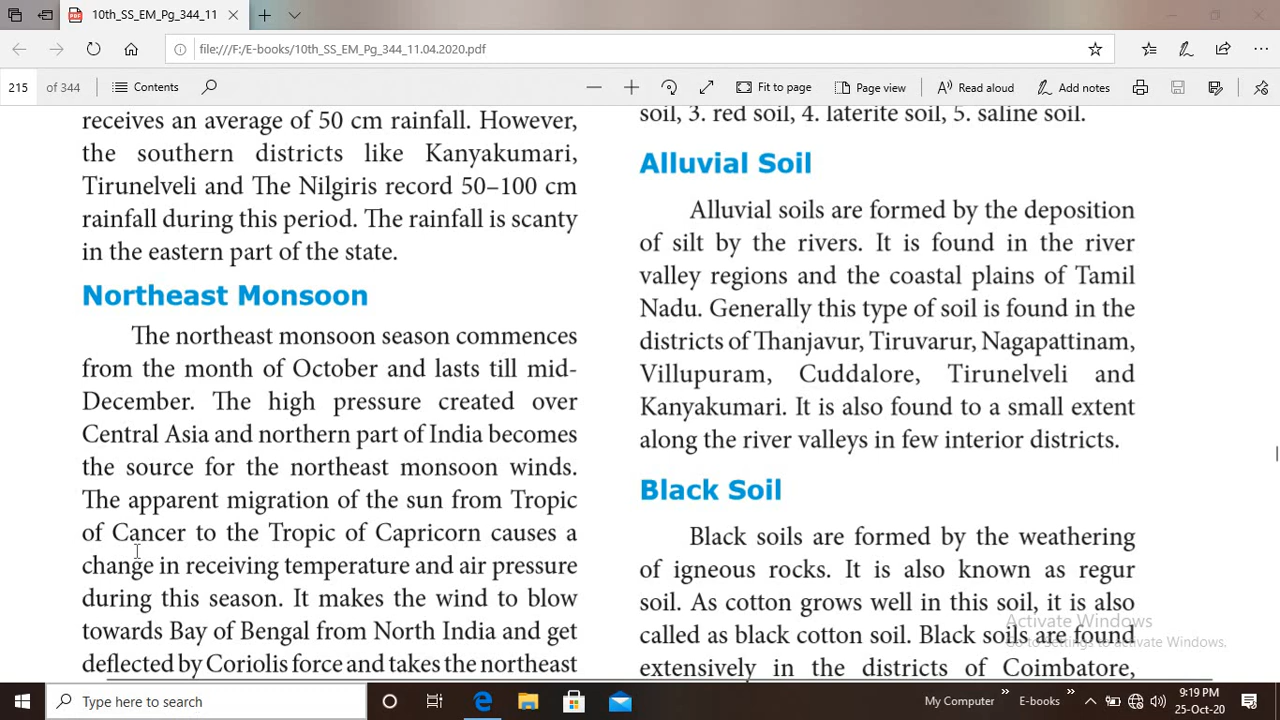 10th_SS_EM_Pg_344_11
file:///F:/E-books/10th_SS_EM_Pg_344_11.04.2020.pdf
215 of 344 Contents Fit to page Page view Read aloud Add notes
receives an average of 50 cm rainfall. However,
the southern districts like Kanyakumari,
Tirunelveli and The Nilgiris record 50–100 cm
rainfall during this period. The rainfall is scanty
in the eastern part of the state.
Northeast Monsoon
The northeast monsoon season commences
from the month of October and lasts till mid-
December. The high pressure created over
Central Asia and northern part of India becomes
the source for the northeast monsoon winds.
The apparent migration of the sun from Tropic
of Cancer to the Tropic of Capricorn causes a
change in receiving temperature and air pressure
during this season. It makes the wind to blow
towards Bay of Bengal from North India and get
deflected by Coriolis force and takes the northeast
soil, 3. red soil, 4. laterite soil, 5. saline soil.
Alluvial Soil
Alluvial soils are formed by the deposition
of silt by the rivers. It is found in the river
valley regions and the coastal plains of Tamil
Nadu. Generally this type of soil is found in the
districts of Thanjavur, Tiruvarur, Nagapattinam,
Villupuram, Cuddalore, Tirunelveli and
Kanyakumari. It is also found to a small extent
along the river valleys in few interior districts.
Black Soil
Black soils are formed by the weathering
of igneous rocks. It is also known as regur
soil. As cotton grows well in this soil, it is also
called as black cotton soil. Black soils are found
extensively in the districts of Coimbatore,
Activate Windows
Go to Settings to activate Windows.
Type here to search
My Computer » E-books »
9:19 PM
25-Oct-20